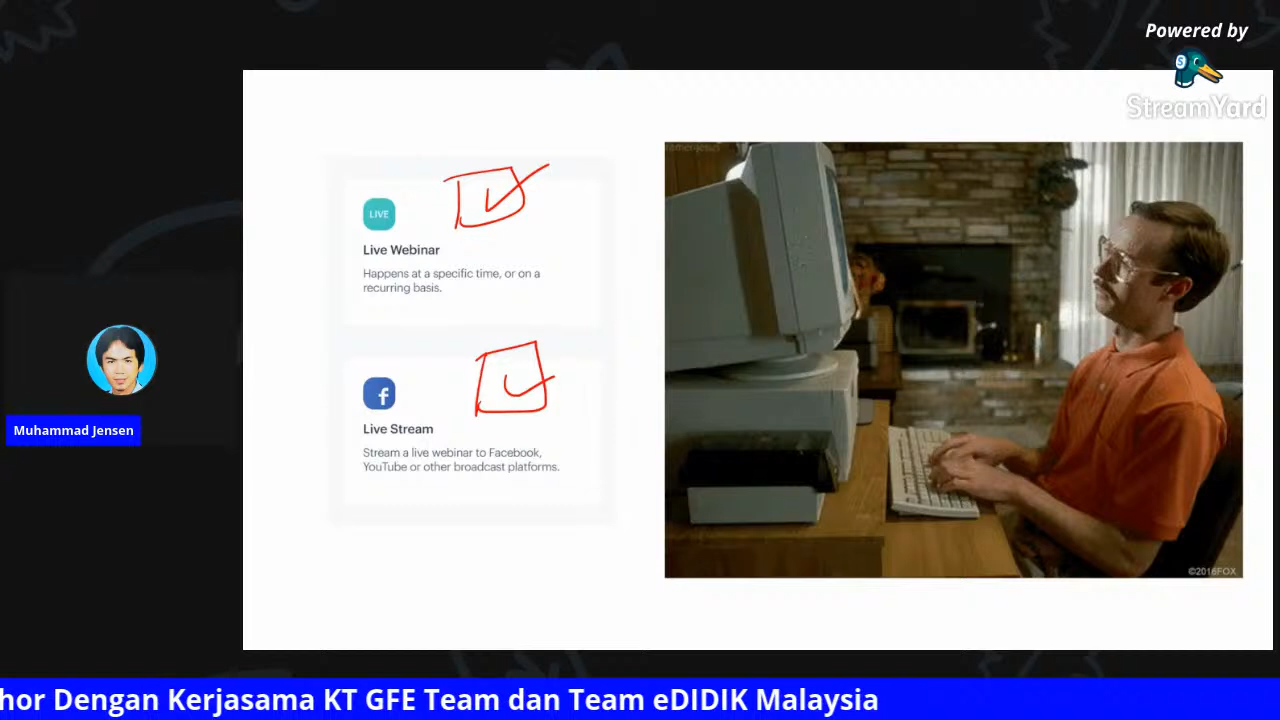 Powered by
StreamYard
LIVE
Live Webinar
Happens at a specific time, or on a
recurring basis.
Live Stream
Stream a live webinar to Facebook,
YouTube or other broadcast platforms.
Muhammad Jensen
©2016FOX
hor Dengan Kerjasama KT GFE Team dan Team eDIDIK Malaysia